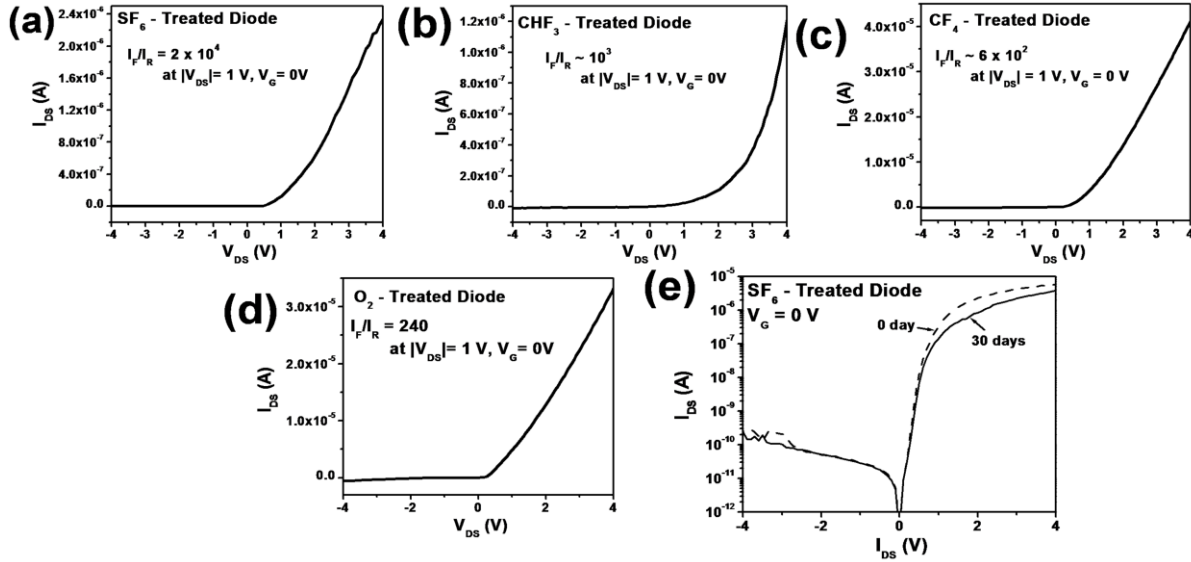 (a)
SF6 - Treated Diode
IF/IR = 2 x 10^4
at |VDS|= 1 V, VG= 0V
2.4x10^-6
2.0x10^-6
1.6x10^-6
1.2x10^-6
8.0x10^-7
4.0x10^-7
0.0
IDS (A)
-4 -3 -2 -1 0 1 2 3 4
VDS (V)
(b)
CHF3 - Treated Diode
IF/IR ~ 10^3
at |VDS|= 1 V, VG= 0V
1.2x10^-6
1.0x10^-6
8.0x10^-7
6.0x10^-7
4.0x10^-7
2.0x10^-7
0.0
IDS (A)
-4 -3 -2 -1 0 1 2 3 4
VDS (V)
(c)
CF4 - Treated Diode
IF/IR ~ 6 x 10^2
at |VDS|= 1 V, VG= 0 V
4.0x10^-5
3.0x10^-5
2.0x10^-5
1.0x10^-5
0.0
IDS (A)
-4 -3 -2 -1 0 1 2 3 4
VDS (V)
(d)
O2 - Treated Diode
IF/IR = 240
at |VDS|= 1 V, VG= 0V
3.0x10^-5
2.0x10^-5
1.0x10^-5
0.0
IDS (A)
-4 -2 0 2 4
VDS (V)
(e)
SF6 - Treated Diode
VG = 0 V
0 day
30 days
10^-5
10^-6
10^-7
10^-8
10^-9
10^-10
10^-11
10^-12
IDS (A)
-4 -2 0 2 4
IDS (V)